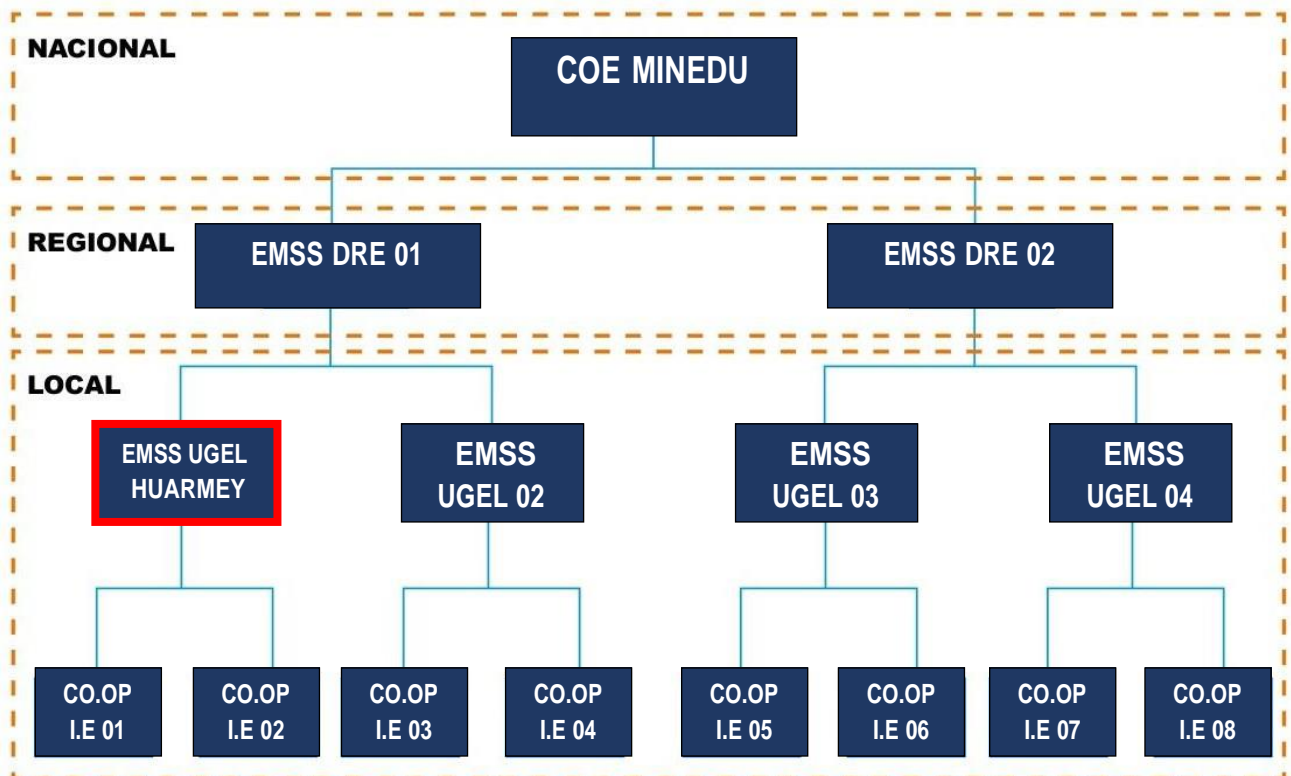 NACIONAL
COE MINEDU
REGIONAL
EMSS DRE 01
EMSS DRE 02
LOCAL
EMSS UGEL
HUARMEY
EMSS
UGEL 02
EMSS
UGEL 03
EMSS
UGEL 04
CO.OP
I.E 01
CO.OP
I.E 02
CO.OP
I.E 03
CO.OP
I.E 04
CO.OP
I.E 05
CO.OP
I.E 06
CO.OP
I.E 07
CO.OP
I.E 08